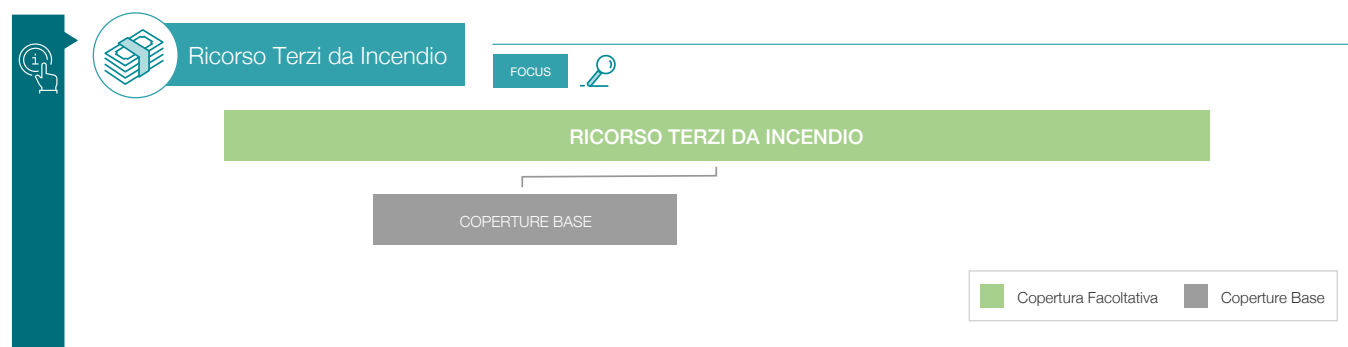 Ricorso Terzi da Incendio
FOCUS
RICORSO TERZI DA INCENDIO
COPERTURE BASE
Copertura Facoltativa
Coperture Base